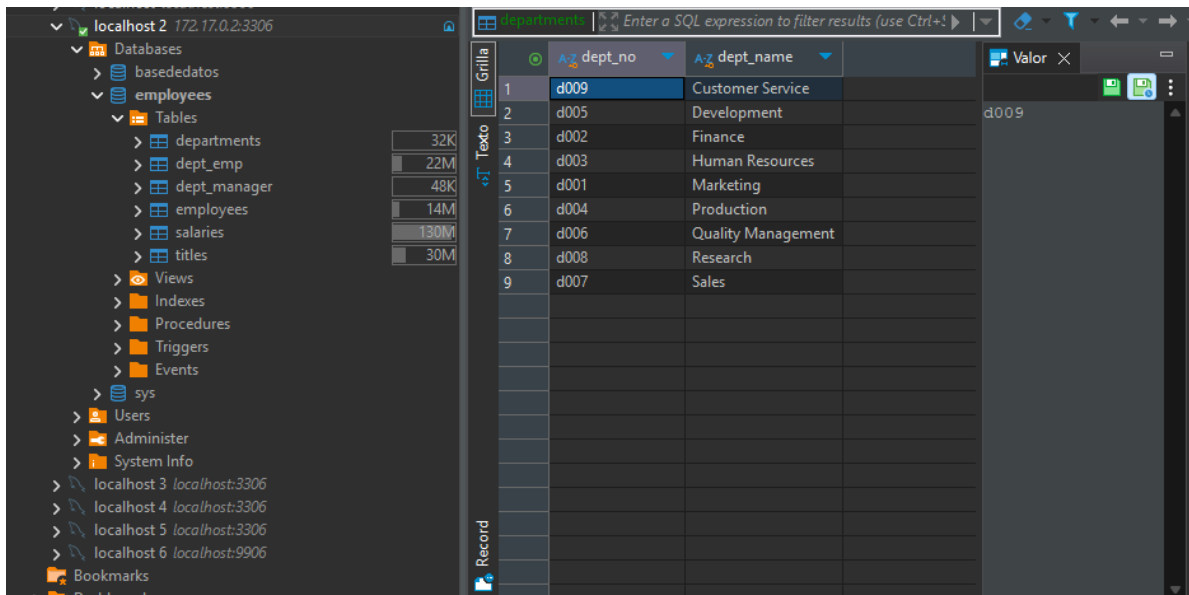 localhost 2 172.17.0.2:3306
Databases
basededatos
employees
Tables
departments 32K
dept_emp 22M
dept_manager 48K
employees 14M
salaries 130M
titles 30M
Views
Indexes
Procedures
Triggers
Events
sys
Users
Administer
System Info
localhost 3 localhost:3306
localhost 4 localhost:3306
localhost 5 localhost:3306
localhost 6 localhost:9906
Bookmarks
departments Enter a SQL expression to filter results (use Ctrl+
Grilla
Texto
Record
dept_no dept_name
1 d009 Customer Service
2 d005 Development
3 d002 Finance
4 d003 Human Resources
5 d001 Marketing
6 d004 Production
7 d006 Quality Management
8 d008 Research
9 d007 Sales
Valor
d009